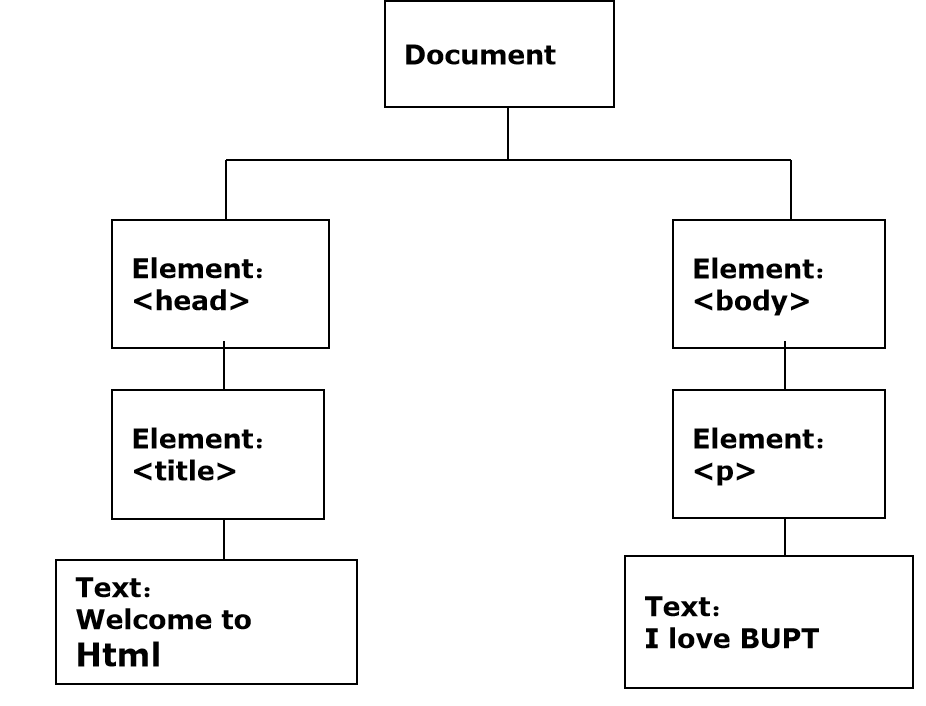 Document
Element：
<head>
Element：
<body>
Element：
<title>
Element：
<p>
Text：
Welcome to
Html
Text：
I love BUPT